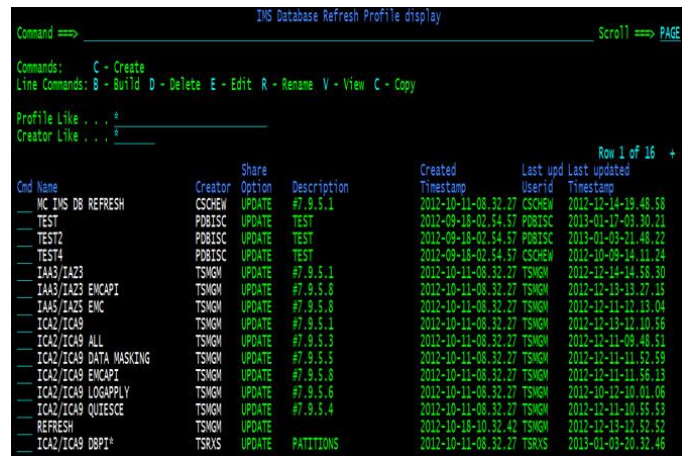 IMS Database Refresh Profile display
Command ===> Scroll ===> PAGE
Commands: C - Create
Line Commands: B - Build D - Delete E - Edit R - Rename V - View C - Copy
Profile Like . . . *
Creator Like . . . *
Row 1 of 16 +
Share Created Last upd Last updated
Cmd Name Creator Option Description Timestamp Userid Timestamp
MC IMS DB REFRESH CSCHEW UPDATE #7.9.5.1 2012-10-11-08.32.27 CSCHEW 2012-12-14-19.48.58
TEST PDBISC UPDATE TEST 2012-09-18-02.54.57 PDBISC 2013-01-17-03.30.21
TEST2 PDBISC UPDATE TEST 2012-09-18-02.54.57 PDBISC 2013-01-03-21.48.22
TEST4 PDBISC UPDATE TEST 2012-09-18-02.54.57 CSCHEW 2012-10-09-14.11.24
IAA3/IAZ3 TSMGM UPDATE #7.9.5.1 2012-10-11-08.32.27 TSMGM 2012-12-14-14.58.30
IAA3/IAZ3 EMCAPI TSMGM UPDATE #7.9.5.8 2012-10-11-08.32.27 TSMGM 2012-12-13-13.27.15
IAA5/IAZ5 EMC TSMGM UPDATE #7.9.5.8 2012-10-11-08.32.27 TSMGM 2012-12-11-12.13.04
ICA2/ICA9 TSMGM UPDATE #7.9.5.1 2012-10-11-08.32.27 TSMGM 2012-12-13-12.10.56
ICA2/ICA9 ALL TSMGM UPDATE #7.9.5.3 2012-10-11-08.32.27 TSMGM 2012-12-11-09.48.51
ICA2/ICA9 DATA MASKING TSMGM UPDATE #7.9.5.5 2012-10-11-08.32.27 TSMGM 2012-12-11-11.52.59
ICA2/ICA9 EMCAPI TSMGM UPDATE #7.9.5.8 2012-10-11-08.32.27 TSMGM 2012-12-11-11.56.13
ICA2/ICA9 LOGAPPLY TSMGM UPDATE #7.9.5.6 2012-10-11-08.32.27 TSMGM 2012-10-12-10.01.06
ICA2/ICA9 QUIESCE TSMGM UPDATE #7.9.5.4 2012-10-11-08.32.27 TSMGM 2012-12-11-10.55.53
REFRESH TSMGM UPDATE 2012-10-18-10.32.42 TSMGM 2012-12-13-12.52.52
ICA2/ICA9 DBPI* TSRXS UPDATE PATITIONS 2012-10-11-08.32.27 TSRXS 2013-01-03-20.32.46